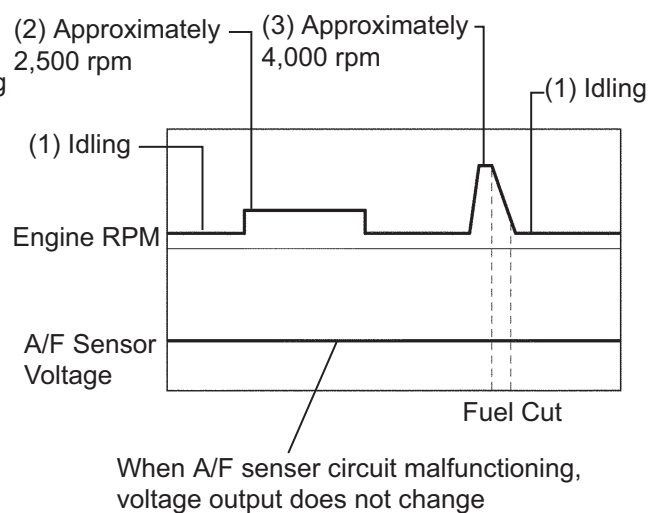 (2) Approximately
2,500 rpm
(3) Approximately
4,000 rpm
g
(1) Idling
(1) Idling
Engine RPM
A/F Sensor
Voltage
Fuel Cut
When A/F senser circuit malfunctioning,
voltage output does not change